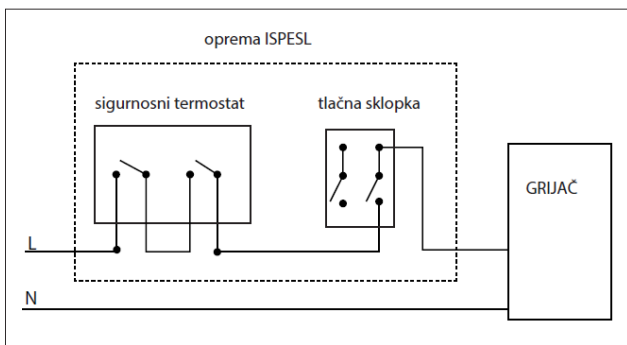 oprema ISPESL
sigurnosni termostat
tlačna sklopka
GRIJAČ
L
N